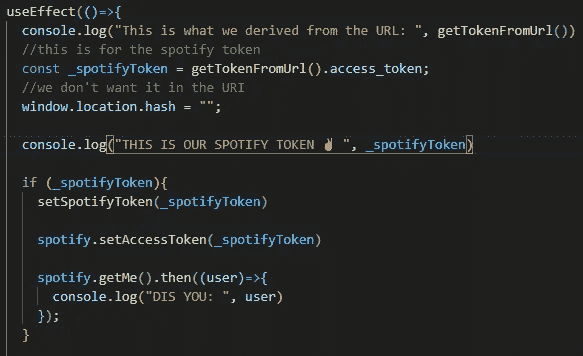 useEffect(()=>{
console.log("This is what we derived from the URL: ", getTokenFromUrl())
//this is for the spotify token
const _spotifyToken = getTokenFromUrl().access_token;
//we don't want it in the URI
window.location.hash = "";
console.log("THIS IS OUR SPOTIFY TOKEN ✌ ", _spotifyToken)
if (_spotifyToken){
setSpotifyToken(_spotifyToken)
spotify.setAccessToken(_spotifyToken)
spotify.getMe().then((user)=>{
console.log("DIS YOU: ", user)
});
}